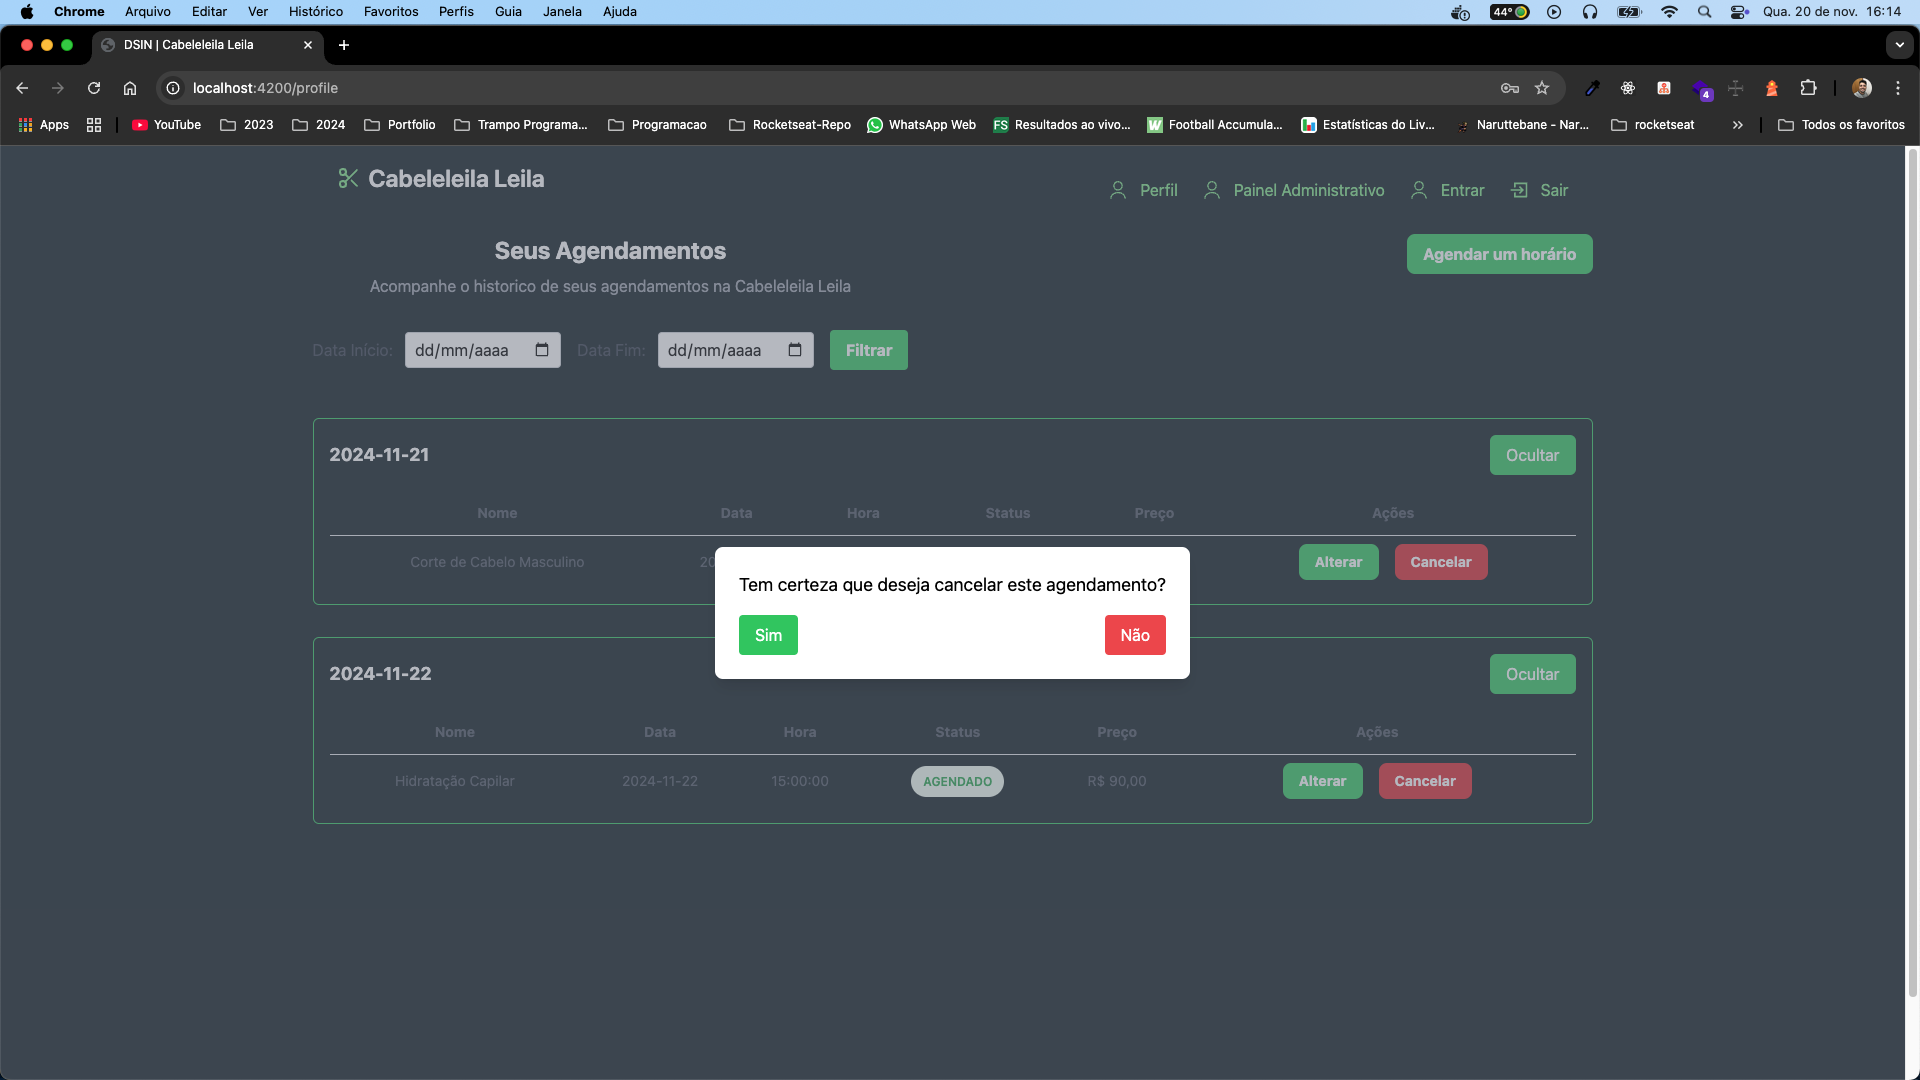 Chrome Arquivo Editar Ver Histórico Favoritos Perfis Guia Janela Ajuda 44° Qua. 20 de nov. 16:14
DSIN | Cabeleleila Leila
localhost:4200/profile
4
Apps YouTube 2023 2024 Portfolio Trampo Programa... Programacao Rocketseat-Repo WhatsApp Web FS Resultados ao vivo... W Football Accumula... Estatísticas do Liv... Naruttebane - Nar... rocketseat » Todos os favoritos
Cabeleleila Leila
Perfil Painel Administrativo Entrar Sair
Seus Agendamentos
Agendar um horário
Acompanhe o historico de seus agendamentos na Cabeleleila Leila
Data Início: dd/mm/aaaa Data Fim: dd/mm/aaaa Filtrar
2024-11-21 Ocultar
Nome Data Hora Status Preço Ações
Corte de Cabelo Masculino 20 Alterar Cancelar
Tem certeza que deseja cancelar este agendamento?
Sim Não
2024-11-22 Ocultar
Nome Data Hora Status Preço Ações
Hidratação Capilar 2024-11-22 15:00:00 AGENDADO R$ 90,00 Alterar Cancelar